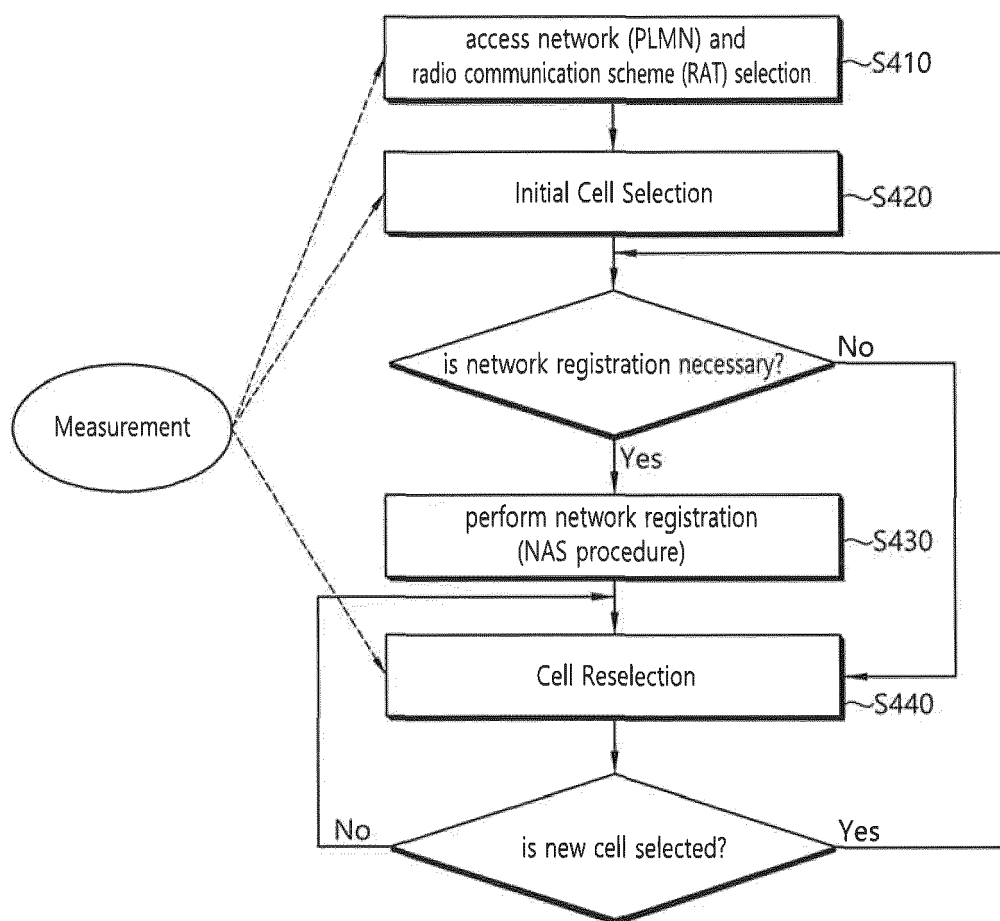 access network (PLMN) and
radio communication scheme (RAT) selection
S410
Initial Cell Selection
S420
is network registration necessary?
No
Yes
Measurement
perform network registration
(NAS procedure)
S430
Cell Reselection
S440
is new cell selected?
No
Yes